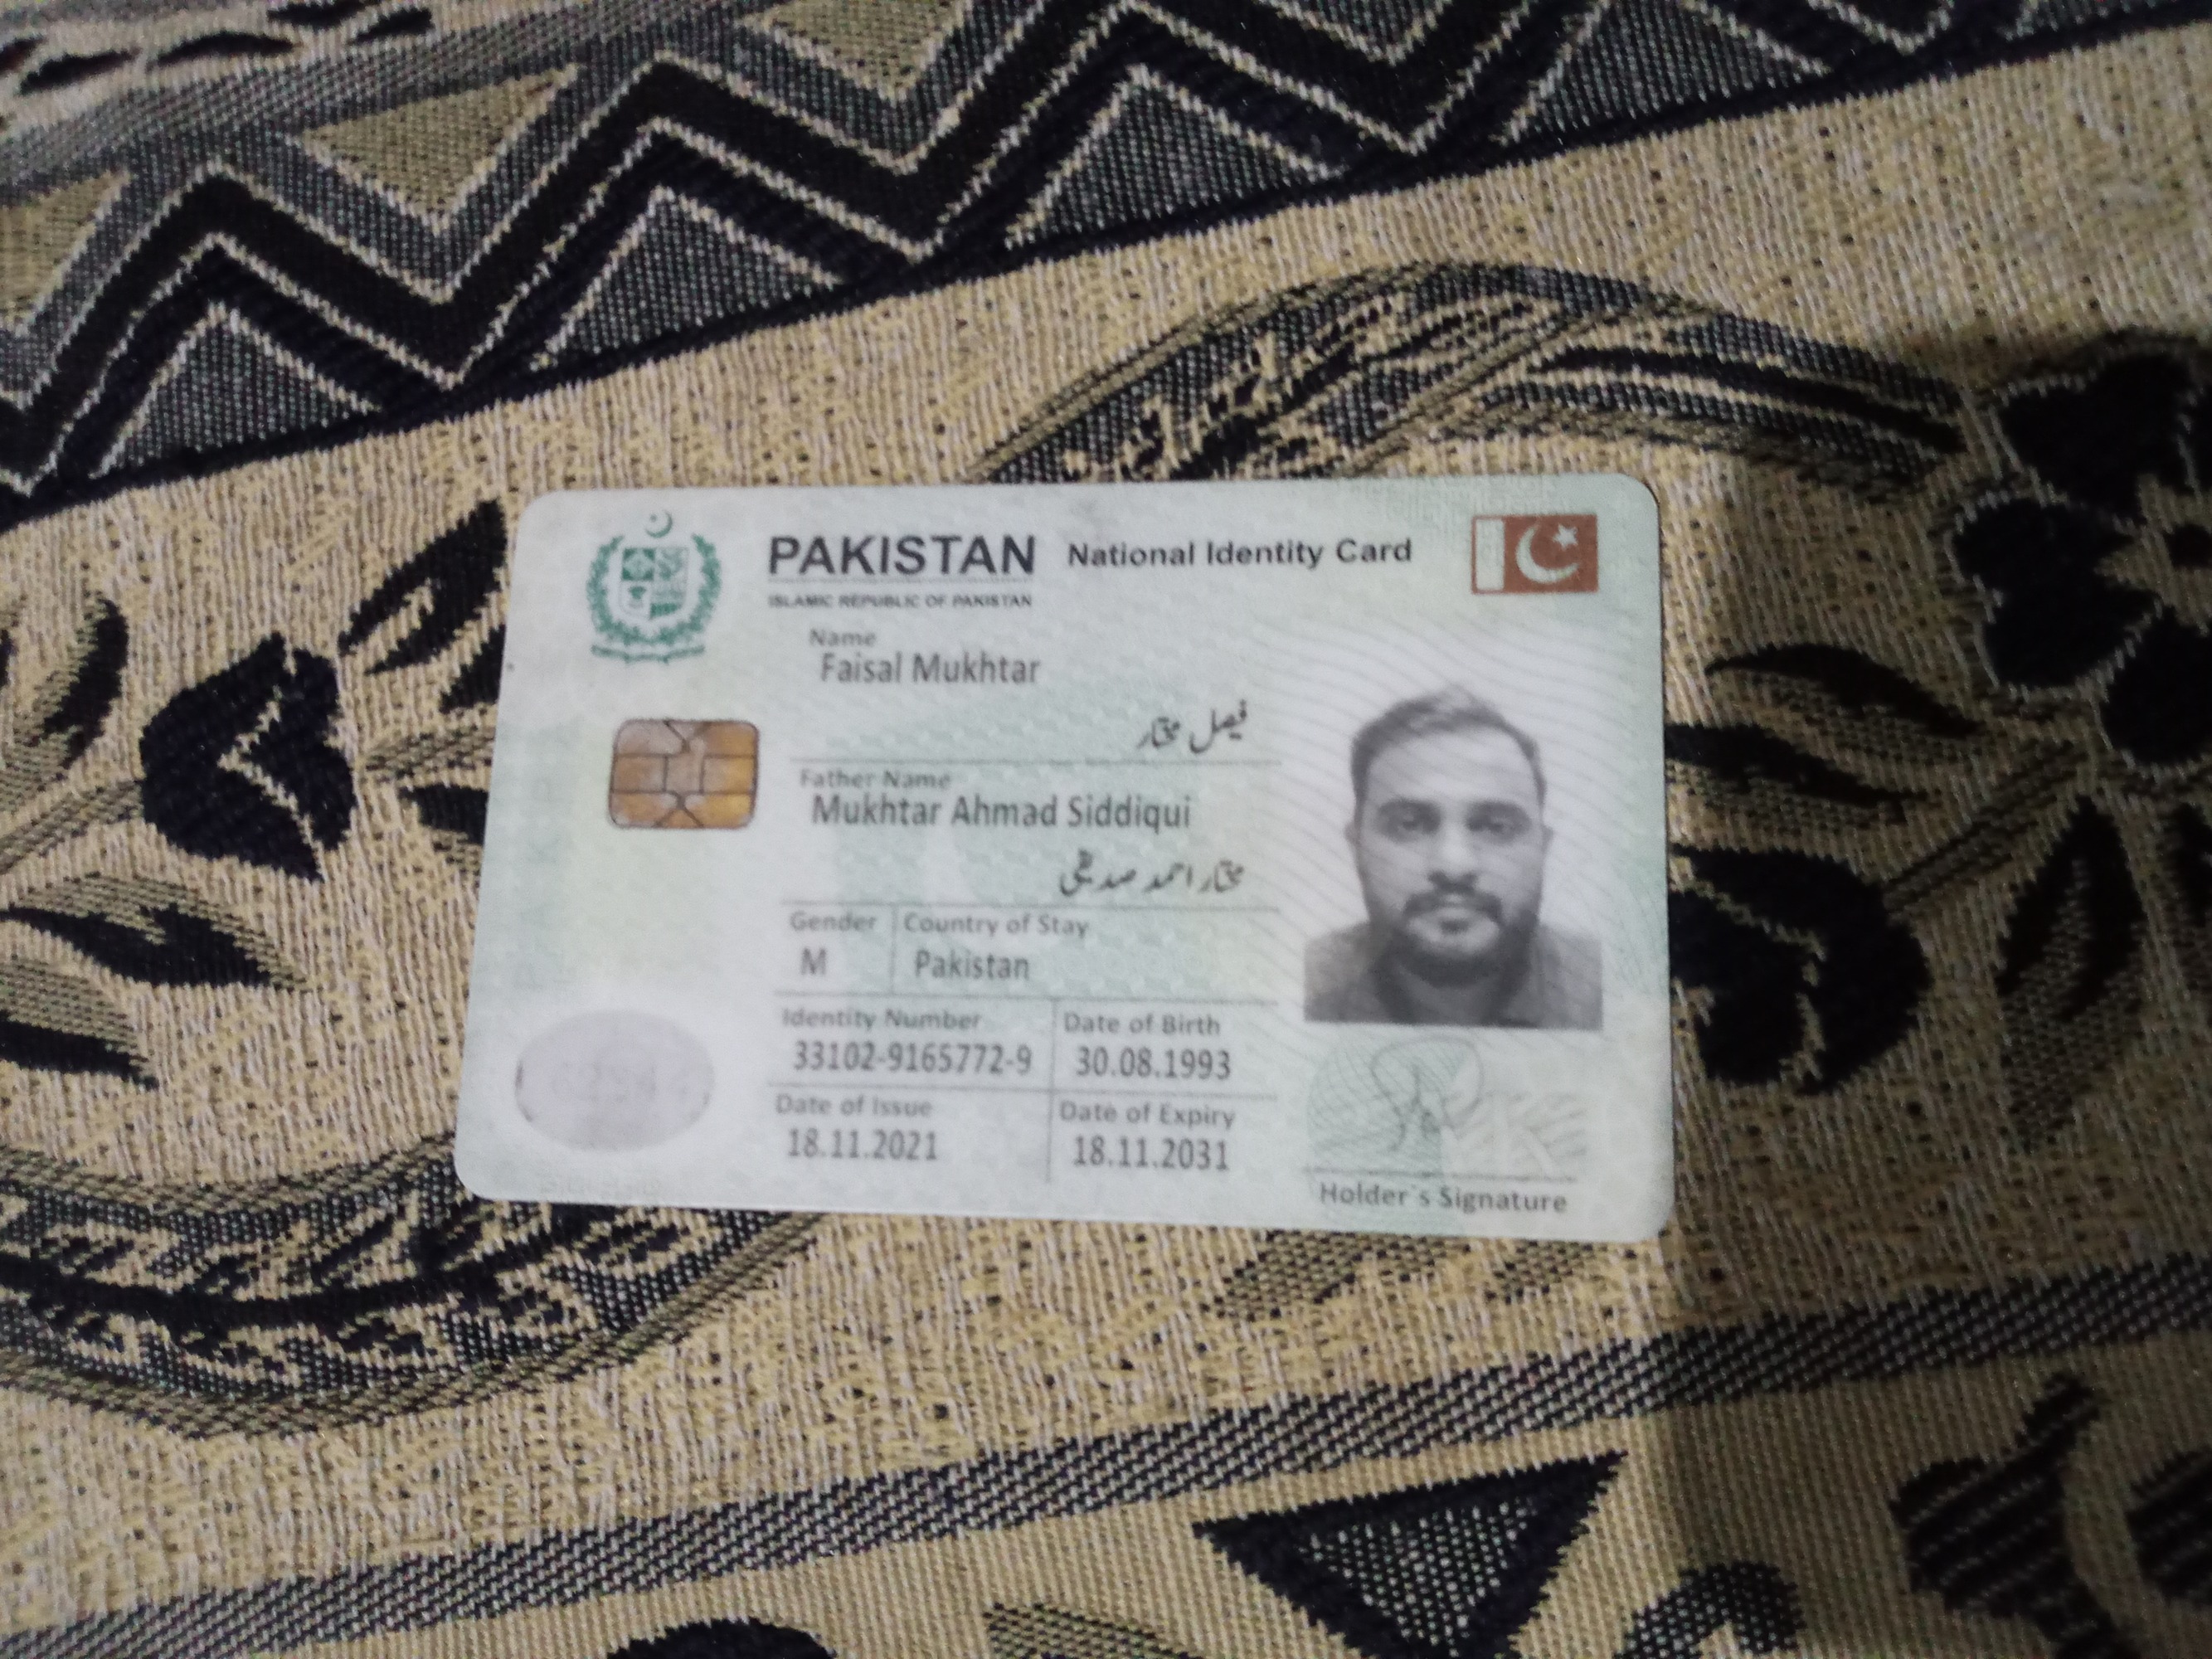 PAKISTAN National Identity Card
ISLAMIC REPUBLIC OF PAKISTAN
Name
Faisal Mukhtar
فیصل مختار
Father Name
Mukhtar Ahmad Siddiqui
مختار احمد صدیقی
Gender Country of Stay
M Pakistan
Identity Number Date of Birth
33102-9165772-9 30.08.1993
Date of Issue Date of Expiry
18.11.2021 18.11.2031
Holder's Signature